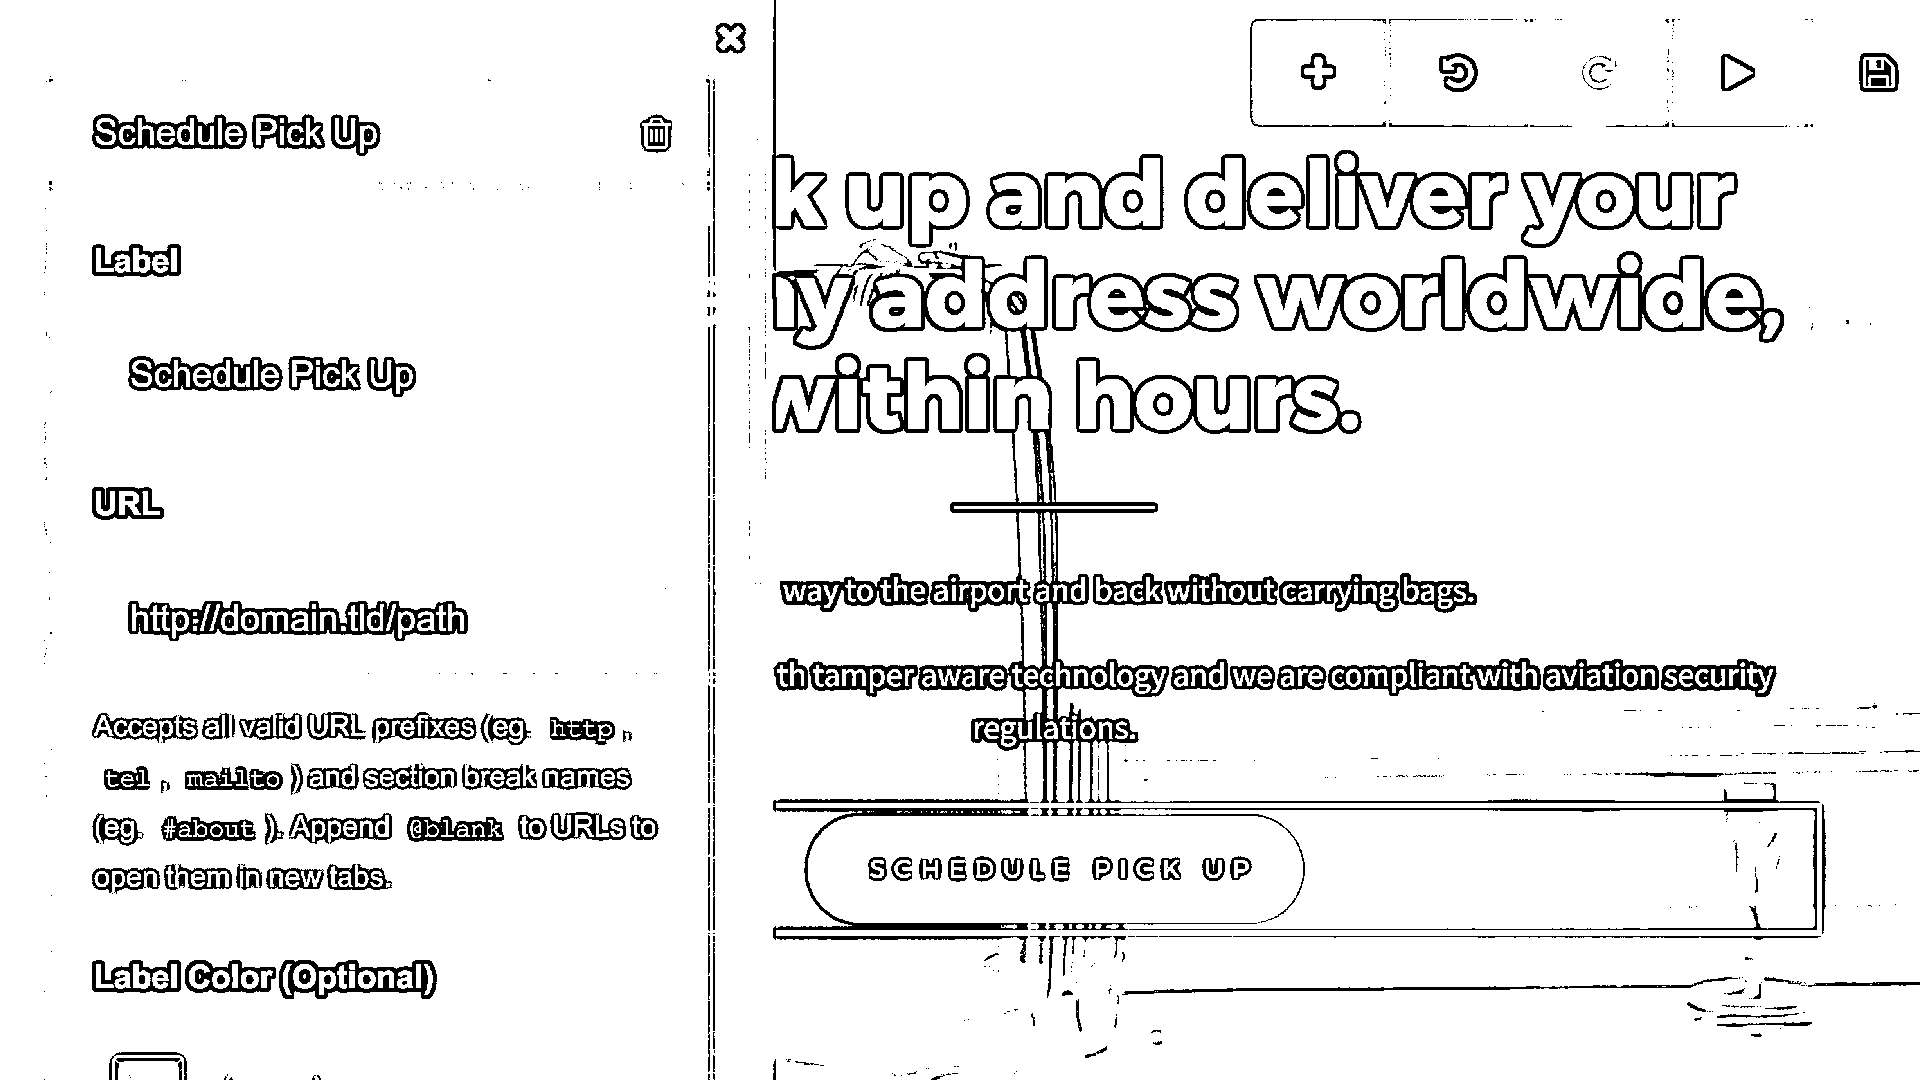 Schedule Pick Up
Label
Schedule Pick Up
URL
http://domain.tld/path
Accepts all valid URL prefixes (eg. http,
tel, mailto) and section break names
(eg. #about). Append @blank to URLs to
open them in new tabs.
Label Color (Optional)
k up and deliver your
y address worldwide,
within hours.
way to the airport and back without carrying bags.
th tamper aware technology and we are compliant with aviation security
regulations.
SCHEDULE PICK UP